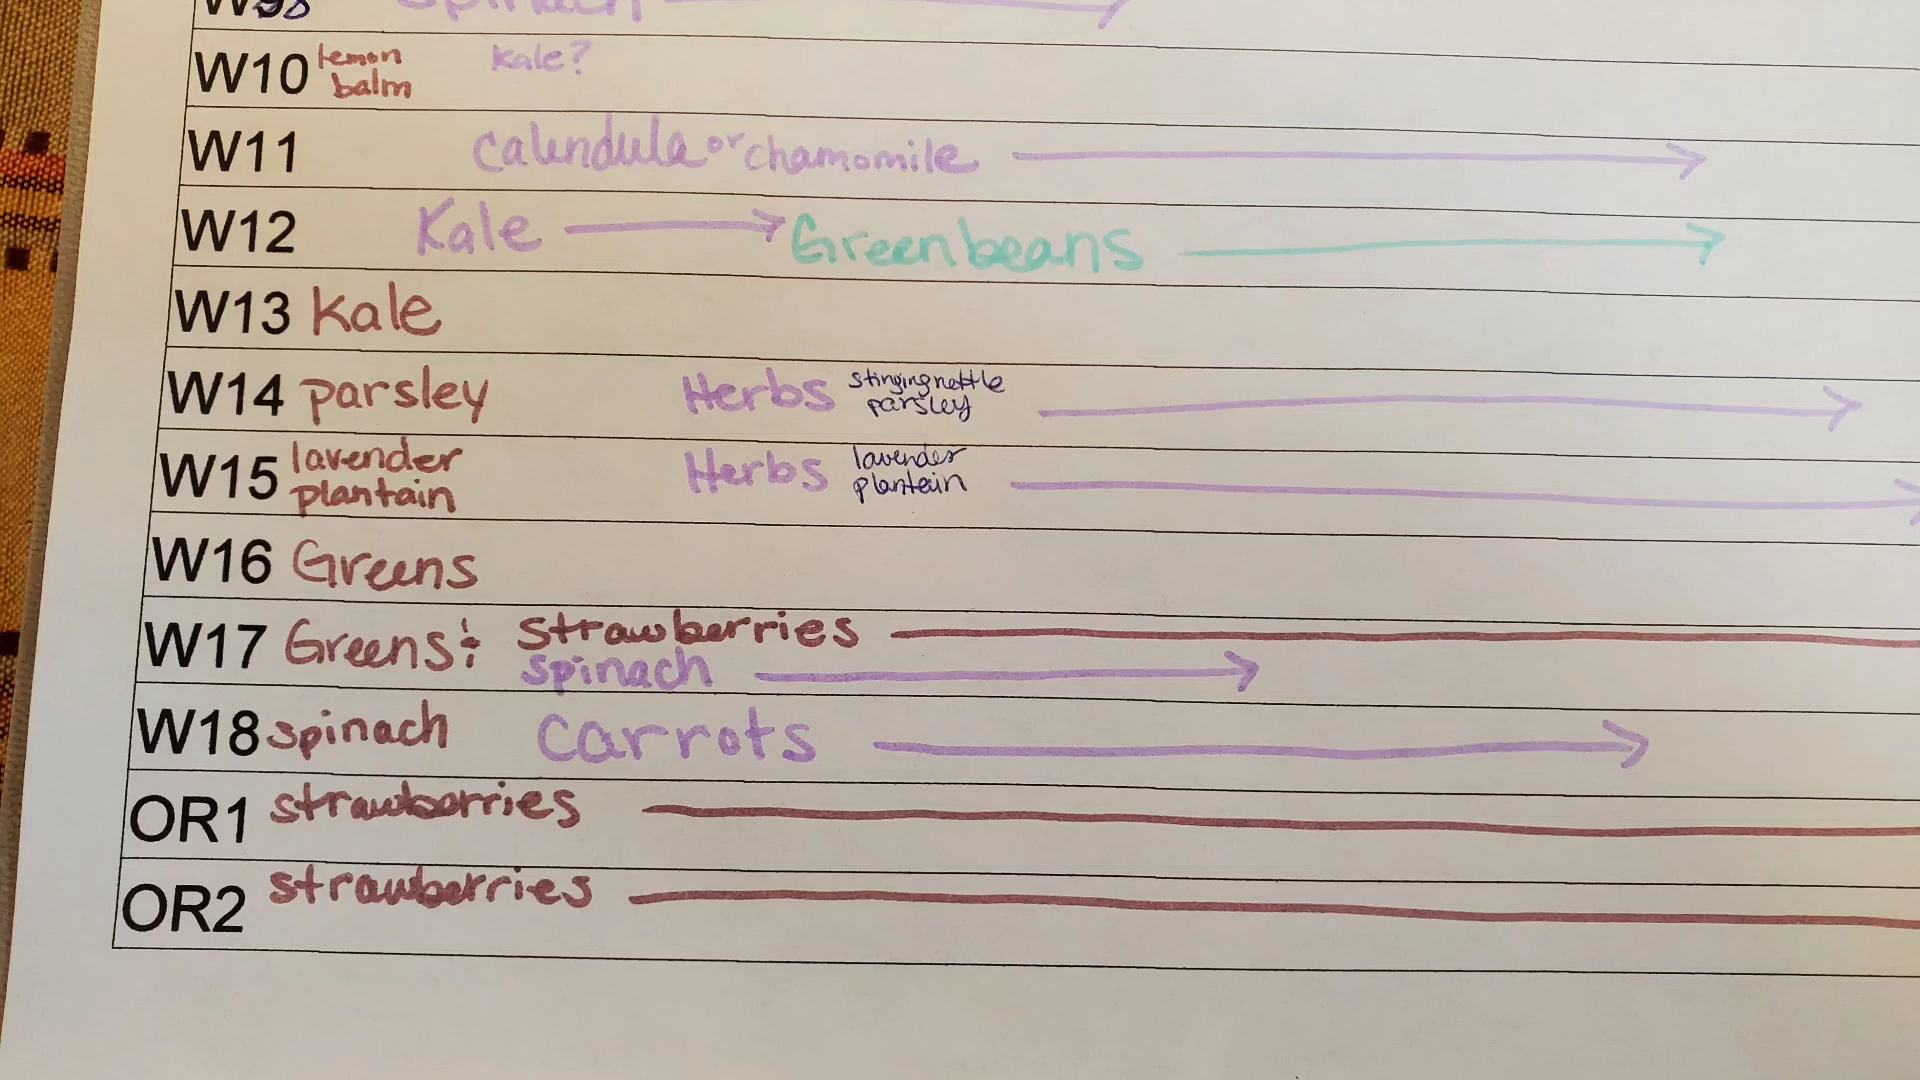 Spinach
W10 lemon balm Kale?
W11 Calendula or chamomile
W12 Kale Greenbeans
W13 Kale
W14 parsley Herbs stinging nettle parsley
W15 lavender plantain Herbs lavender plantain
W16 Greens
W17 Greens & strawberries
spinach
W18 spinach carrots
OR1 strawberries
OR2 strawberries